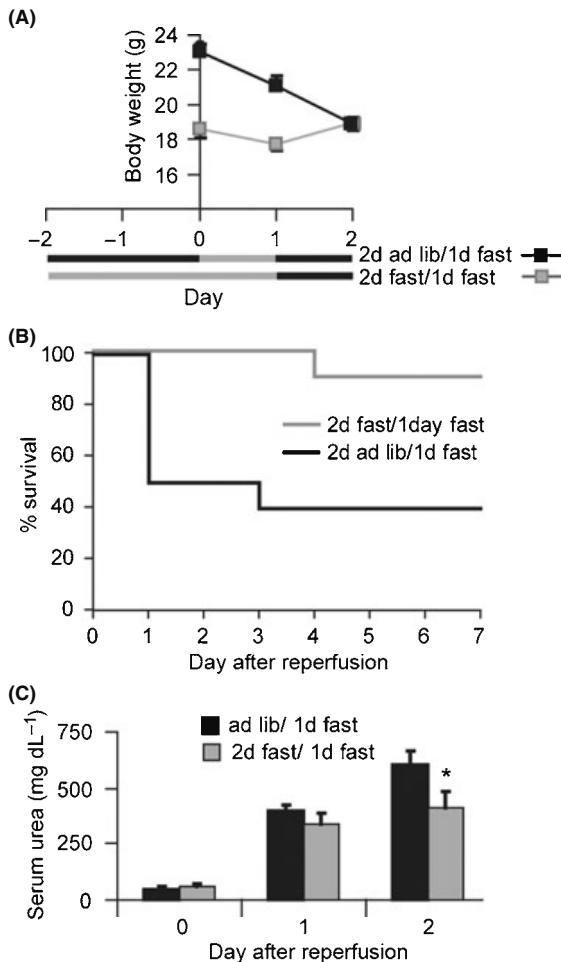 (A)
Body weight (g)
24
22
20
18
16
−2 −1 0 1 2
2d ad lib/1d fast
2d fast/1d fast
Day
(B)
% survival
100
80
60
40
20
0
2d fast/1day fast
2d ad lib/1d fast
0 1 2 3 4 5 6 7
Day after reperfusion
(C)
Serum urea (mg dL−1)
750
500
250
0
ad lib/ 1d fast
2d fast/ 1d fast
*
0 1 2
Day after reperfusion